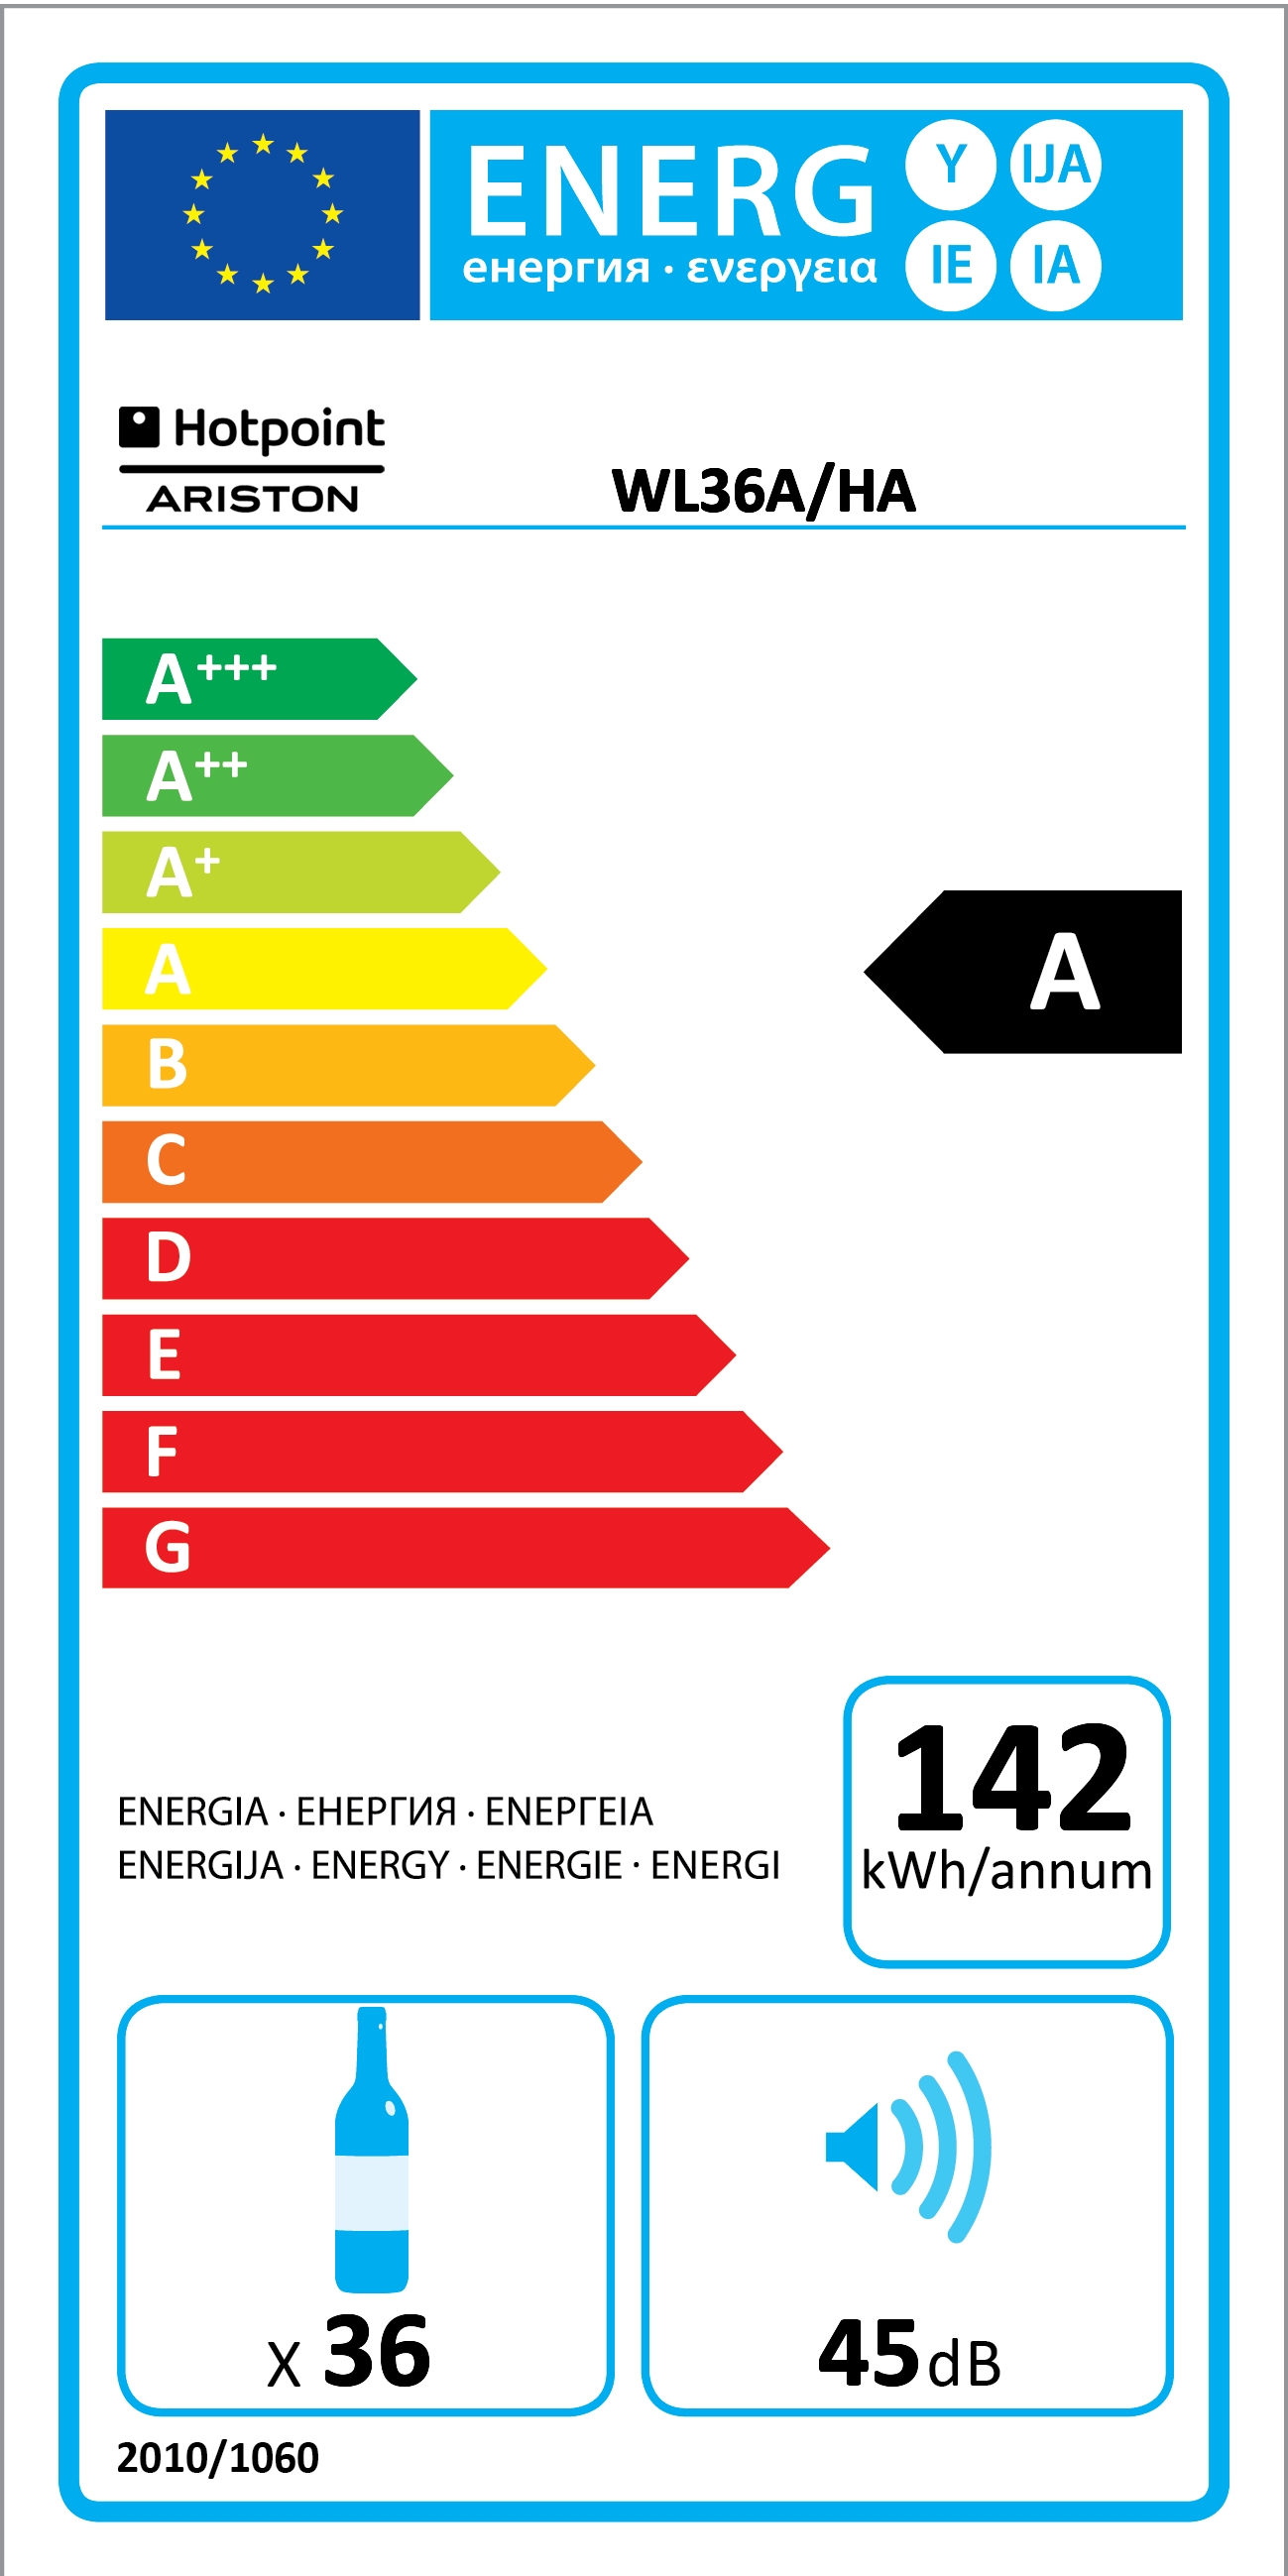 ENERG Y IJA
енергия · ενεργεια IE IA
Hotpoint
ARISTON
WL36A/HA
A+++
A++
A+
A
A
B
C
D
E
F
G
142
kWh/annum
ENERGIA · ЕНЕРГИЯ · ΕΝΕΡΓΕΙΑ
ENERGIJA · ENERGY · ENERGIE · ENERGI
X 36
45dB
2010/1060